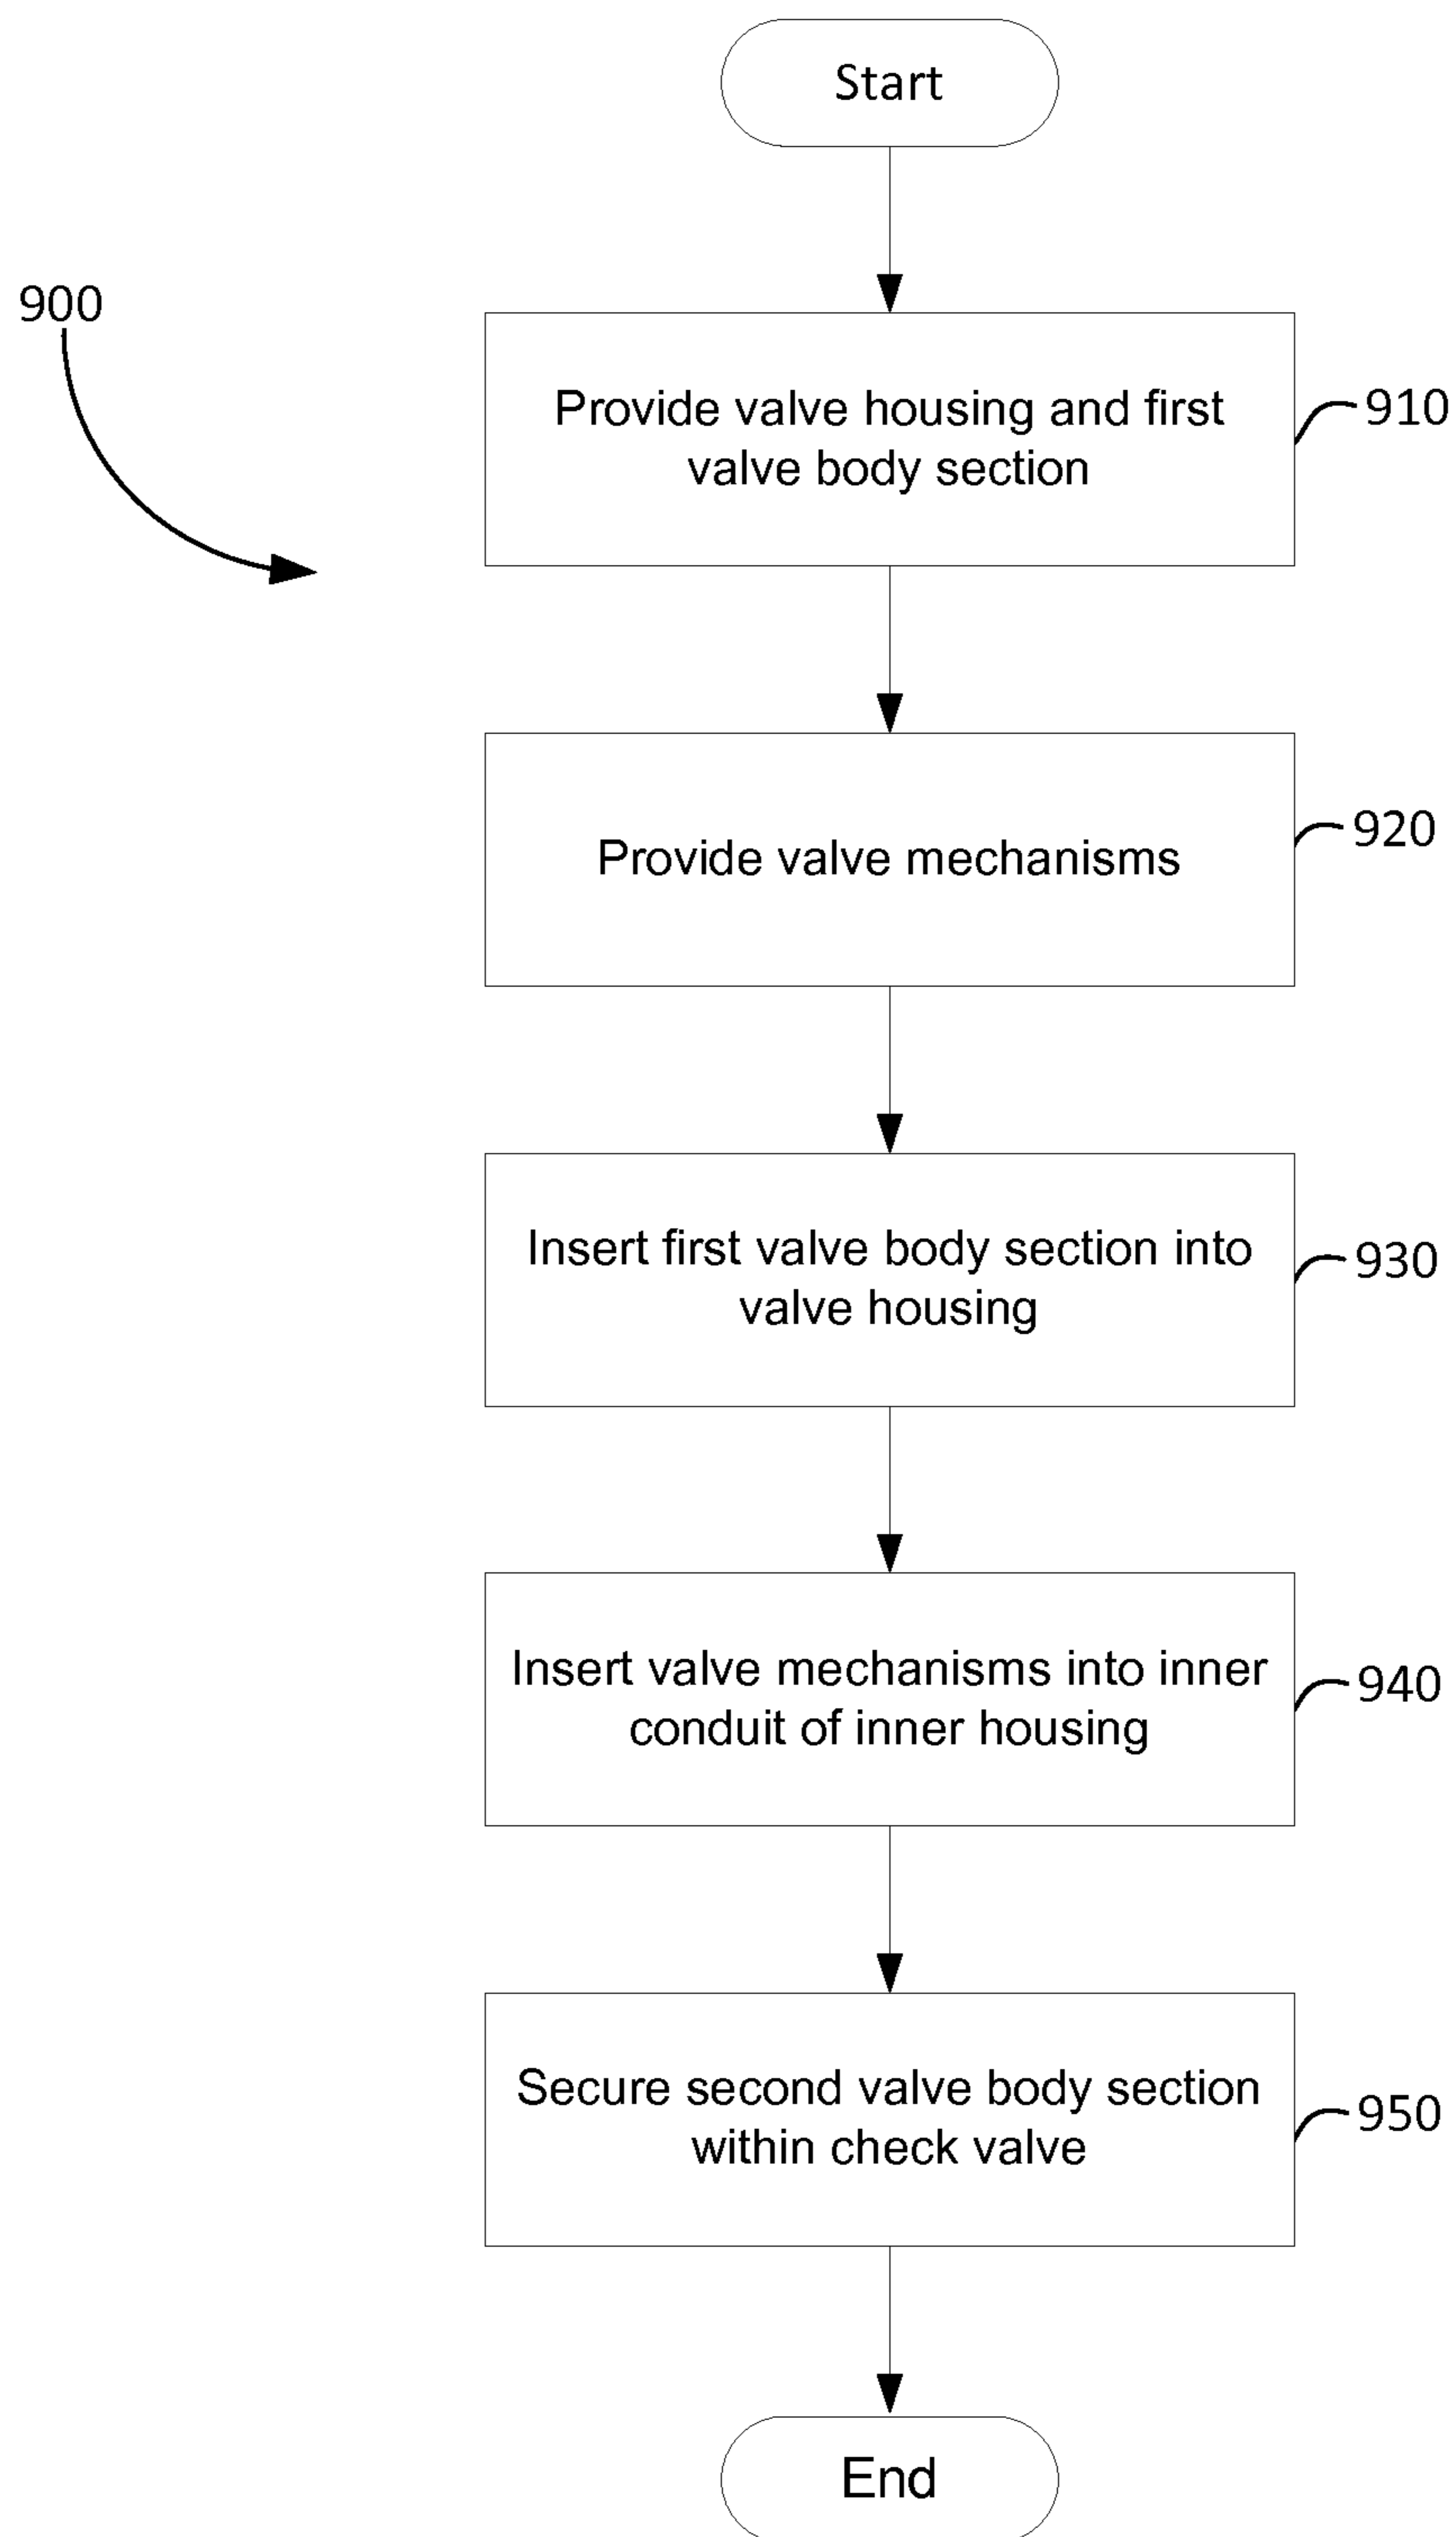 Start
900
Provide valve housing and first
valve body section
910
Provide valve mechanisms
920
Insert first valve body section into
valve housing
930
Insert valve mechanisms into inner
conduit of inner housing
940
Secure second valve body section
within check valve
950
End